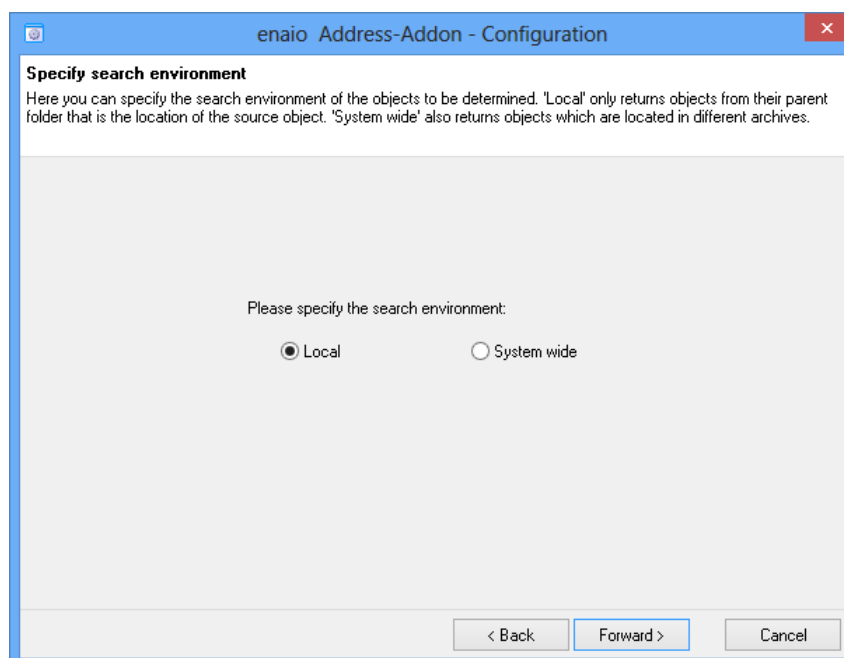 enaio Address-Addon - Configuration
Specify search environment
Here you can specify the search environment of the objects to be determined. 'Local' only returns objects from their parent
folder that is the location of the source object. 'System wide' also returns objects which are located in different archives.
Please specify the search environment:
Local System wide
< Back Forward > Cancel